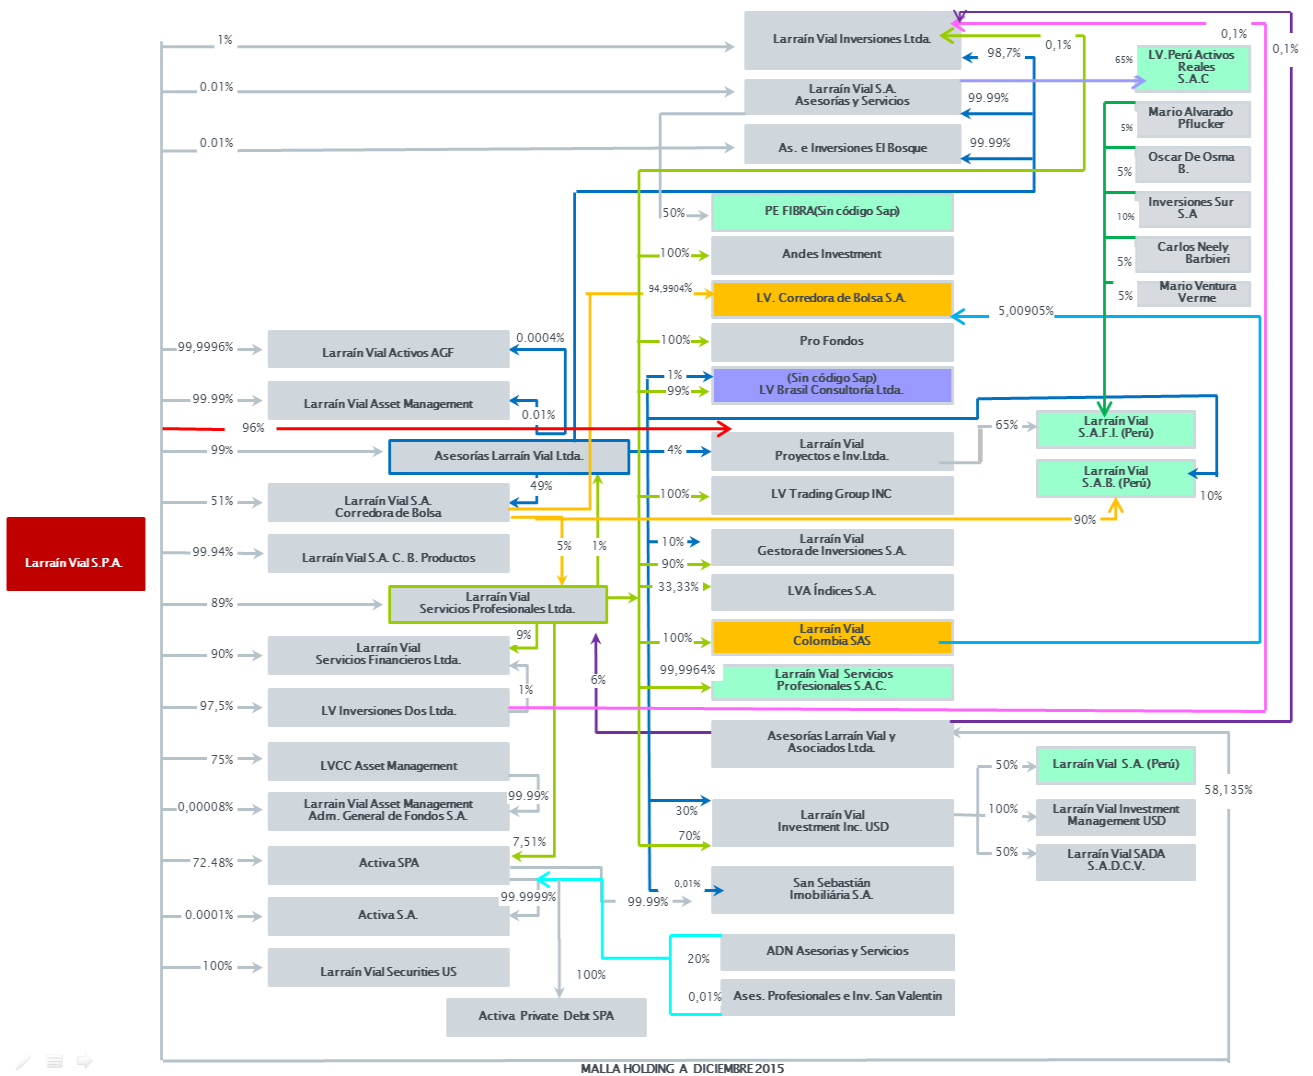 Larraín Vial Inversiones Ltda.
1%
98,7%
0,1%
0,1%
0,1%
Larraín Vial S.A.
Asesorías y Servicios
0.01%
99.99%
65%
LV.Perú Activos
Reales
S.A.C
As. e Inversiones El Bosque
0.01%
99.99%
5%
Mario Alvarado
Pflucker
5%
Oscar De Osma
B.
10%
Inversiones Sur
S.A
5%
Carlos Neely
Barbieri
5%
Mario Ventura
Verme
50%
PE FIBRA(Sin código Sap)
100%
Andes Investment
94,9904%
LV. Corredora de Bolsa S.A.
5,00905%
100%
Pro Fondos
1%
99%
(Sin código Sap)
LV Brasil Consultoría Ltda.
99,9996%
Larraín Vial Activos AGF
0.0004%
99.99%
Larraín Vial Asset Management
0.01%
96%
99%
Asesorías Larraín Vial Ltda.
4%
Larraín Vial
Proyectos e Inv.Ltda.
65%
Larraín Vial
S.A.F.I. (Perú)
Larraín Vial
S.A.B. (Perú)
10%
90%
49%
51%
Larraín Vial S.A.
Corredora de Bolsa
100%
LV Trading Group INC
5%
1%
99.94%
Larraín Vial S.A. C. B. Productos
10%
90%
Larraín Vial
Gestora de Inversiones S.A.
Larraín Vial S.P.A.
89%
Larraín Vial
Servicios Profesionales Ltda.
33,33%
LVA Índices S.A.
9%
90%
Larraín Vial
Servicios Financieros Ltda.
100%
Larraín Vial
Colombia SAS
1%
6%
99,9964%
Larraín Vial Servicios
Profesionales S.A.C.
97,5%
LV Inversiones Dos Ltda.
Asesorías Larraín Vial y
Asociados Ltda.
75%
LVCC Asset Management
99.99%
50%
Larraín Vial S.A. (Perú)
58,135%
0,00008%
Larrain Vial Asset Management
Adm. General de Fondos S.A.
30%
70%
Larraín Vial
Investment Inc. USD
100%
Larraín Vial Investment
Management USD
7,51%
72.48%
Activa SPA
50%
Larraín Vial SADA
S.A.D.C.V.
99.9999%
99.99%
0,01%
San Sebastián
Imobiliária S.A.
0.0001%
Activa S.A.
20%
ADN Asesorias y Servicios
100%
Larraín Vial Securities US
100%
0,01%
Ases. Profesionales e Inv. San Valentin
Activa Private Debt SPA
MALLA HOLDING A DICIEMBRE 2015